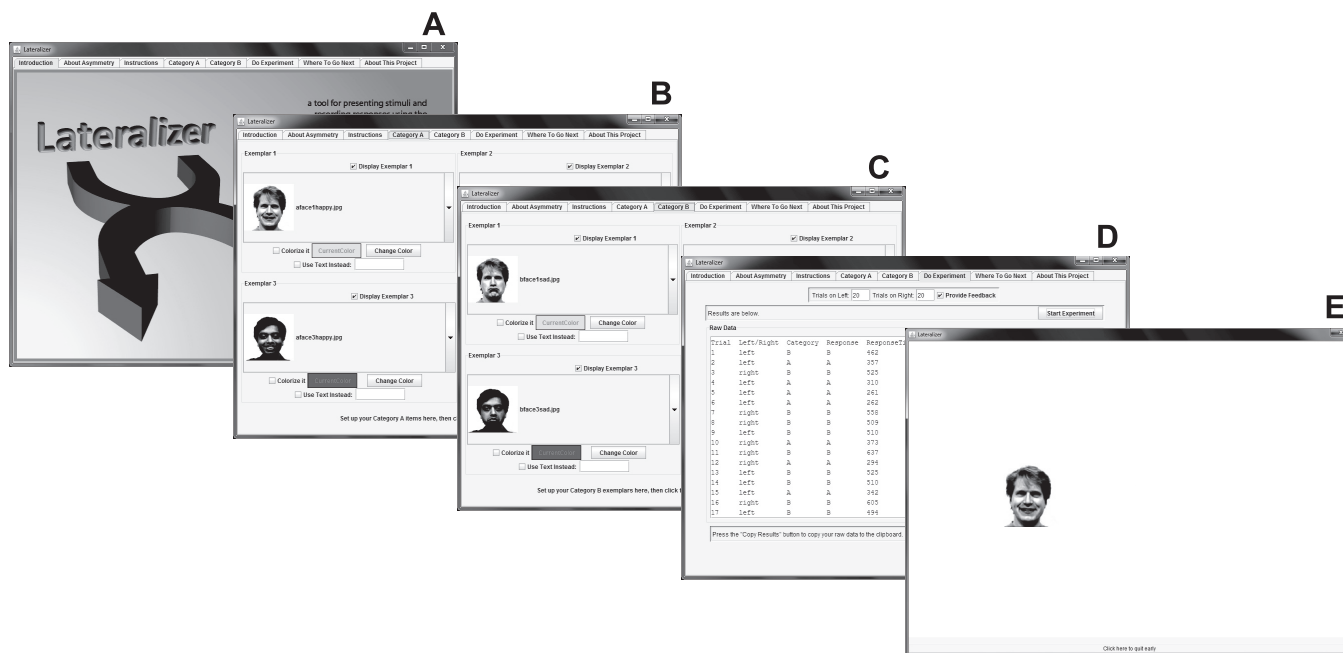 A
Lateralizer
Introduction About Asymmetry Instructions Category A Category B Do Experiment Where To Go Next About This Project
a tool for presenting stimuli and
recording responses using the
Lateralizer
B
Lateralizer
Introduction About Asymmetry Instructions Category A Category B Do Experiment Where To Go Next About This Project
Exemplar 1 Exemplar 2
Display Exemplar 1 Display Exemplar 2
aface1happy.jpg
Colorize it CurrentColor Change Color
Use Text Instead:
Exemplar 3
Display Exemplar 3
aface3happy.jpg
Colorize it CurrentColor Change Color
Use Text Instead:
Set up your Category A items here, then c
C
Lateralizer
Introduction About Asymmetry Instructions Category A Category B Do Experiment Where To Go Next About This Project
Exemplar 1 Exemplar 2
Display Exemplar 1 Display Exemplar 2
bface1sad.jpg
Colorize it CurrentColor Change Color
Use Text Instead:
Exemplar 3
Display Exemplar 3
bface3sad.jpg
Colorize it CurrentColor Change Color
Use Text Instead:
Set up your Category B exemplars here, then click t
D
Lateralizer
Introduction About Asymmetry Instructions Category A Category B Do Experiment Where To Go Next About This Project
Trials on Left: 20 Trials on Right: 20 Provide Feedback
Results are below. Start Experiment
Raw Data
Trial Left/Right Category Response ResponseTi
1 left B B 462
2 left A A 357
3 right B B 525
4 left A A 310
5 left A A 261
6 left A A 262
7 right B B 558
8 right B B 509
9 left B B 510
10 right A A 373
11 right B B 637
12 right A A 294
13 left B B 525
14 left B B 510
15 left A A 342
16 right B B 605
17 left B B 494
Press the "Copy Results" button to copy your raw data to the clipboard.
E
Lateralizer
Click here to quit early